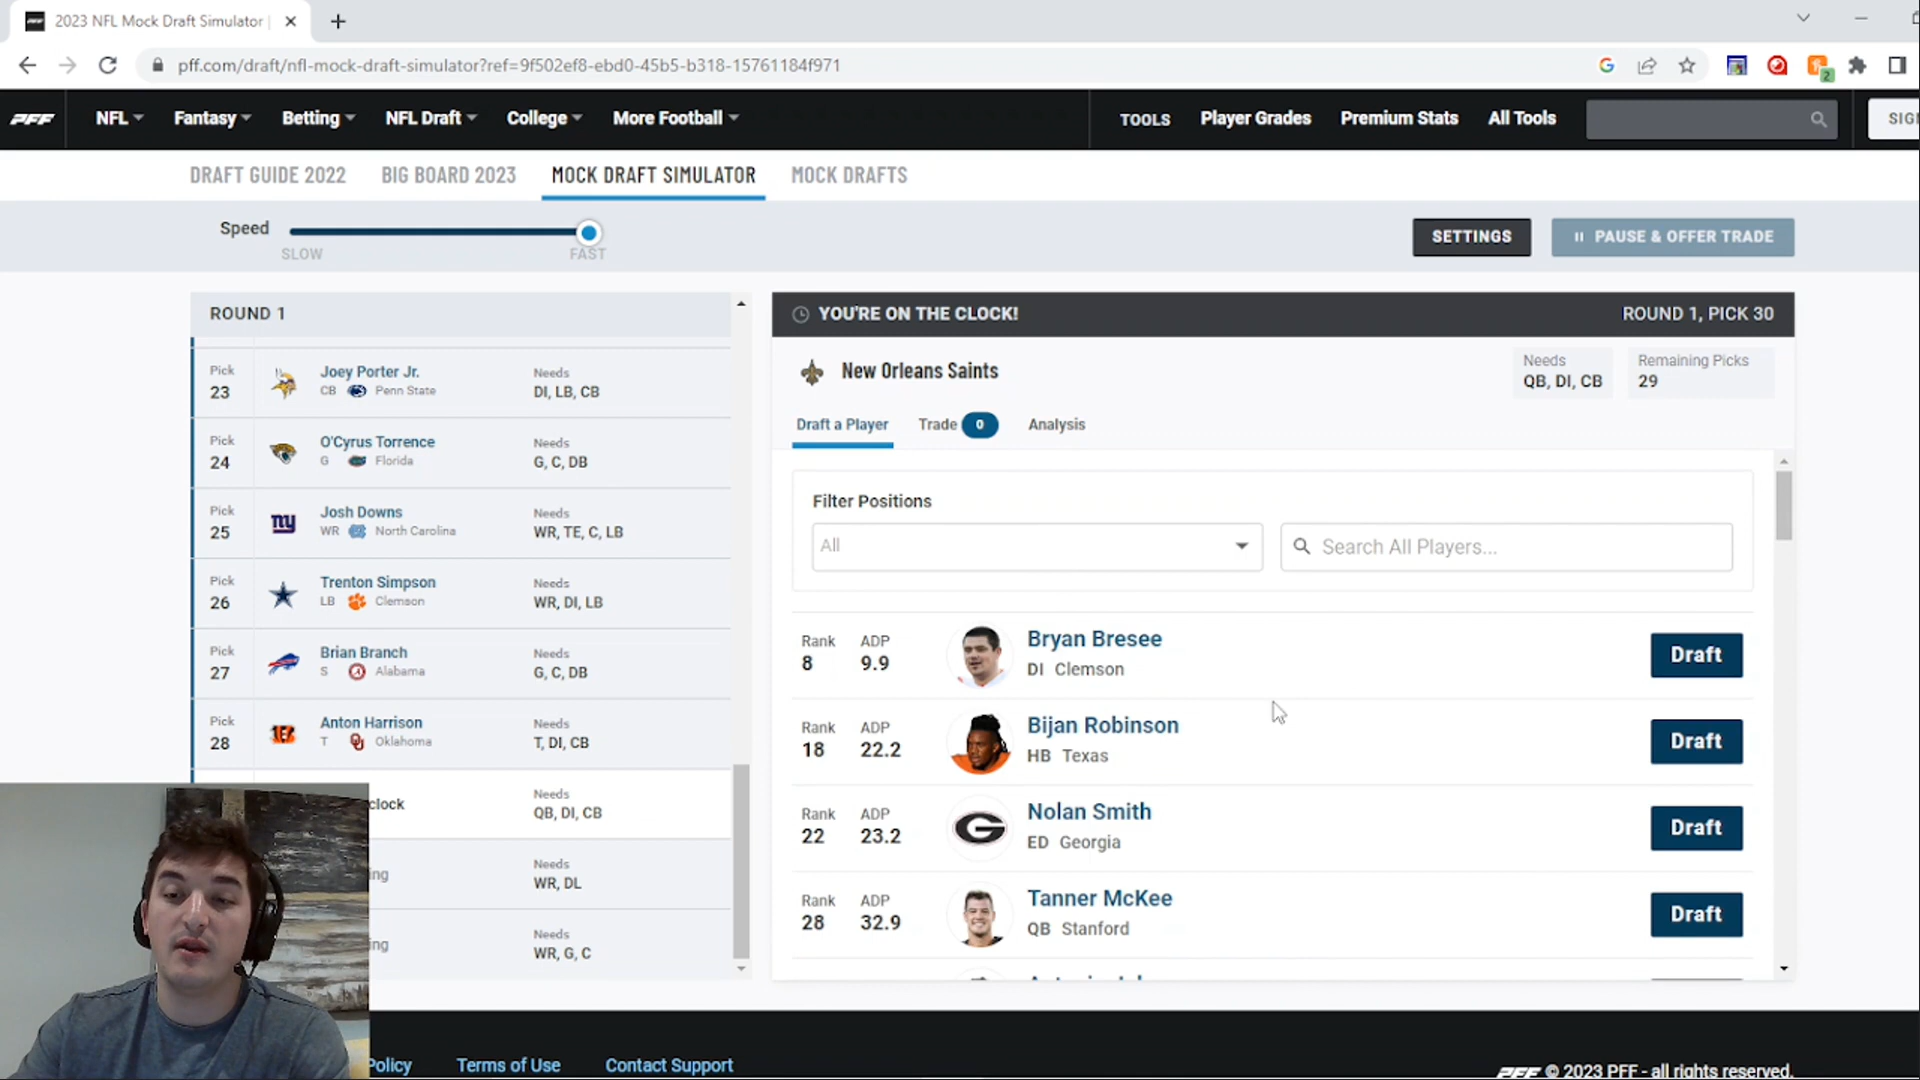 2023 NFL Mock Draft Simulator |
pff.com/draft/nfl-mock-draft-simulator?ref=9f502ef8-ebd0-45b5-b318-15761184f971
2
PFF NFL Fantasy Betting NFL Draft College More Football TOOLS Player Grades Premium Stats All Tools SIGN
DRAFT GUIDE 2022 BIG BOARD 2023 MOCK DRAFT SIMULATOR MOCK DRAFTS
Speed
SLOW FAST
SETTINGS PAUSE & OFFER TRADE
ROUND 1
Pick 23
Joey Porter Jr.
CB Penn State
Needs
DI, LB, CB
Pick 24
O'Cyrus Torrence
G Florida
Needs
G, C, DB
Pick 25
ny
Josh Downs
WR North Carolina
Needs
WR, TE, C, LB
Pick 26
Trenton Simpson
LB Clemson
Needs
WR, DI, LB
Pick 27
Brian Branch
S Alabama
Needs
G, C, DB
Pick 28
Anton Harrison
T Oklahoma
Needs
T, DI, CB
clock
Needs
QB, DI, CB
ing
Needs
WR, DL
ing
Needs
WR, G, C
YOU'RE ON THE CLOCK! ROUND 1, PICK 30
New Orleans Saints
Needs
QB, DI, CB
Remaining Picks
29
Draft a Player Trade 0 Analysis
Filter Positions
All
Search All Players...
Rank 8
ADP 9.9
Bryan Bresee
DI Clemson
Draft
Rank 18
ADP 22.2
Bijan Robinson
HB Texas
Draft
Rank 22
ADP 23.2
G
Nolan Smith
ED Georgia
Draft
Rank 28
ADP 32.9
Tanner McKee
QB Stanford
Draft
Policy Terms of Use Contact Support
PFF © 2023 PFF - all rights reserved.